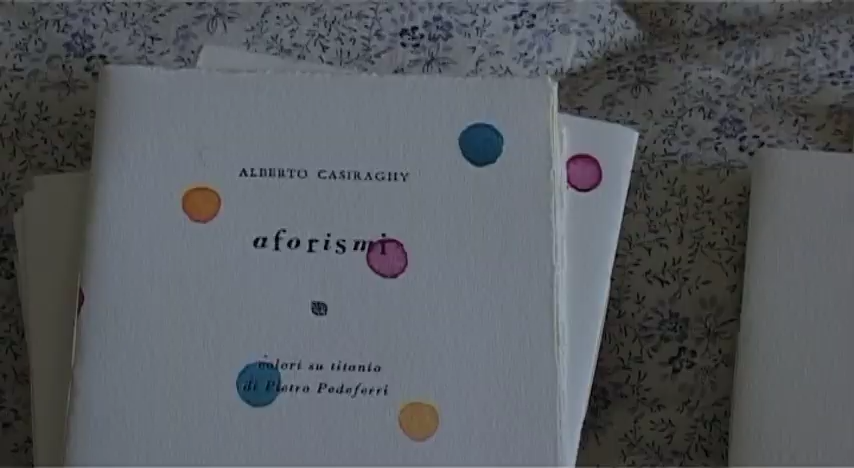 ALBERTO CASIRAGHY
aforismi
colori su titanio
di Pietro Pedeferri